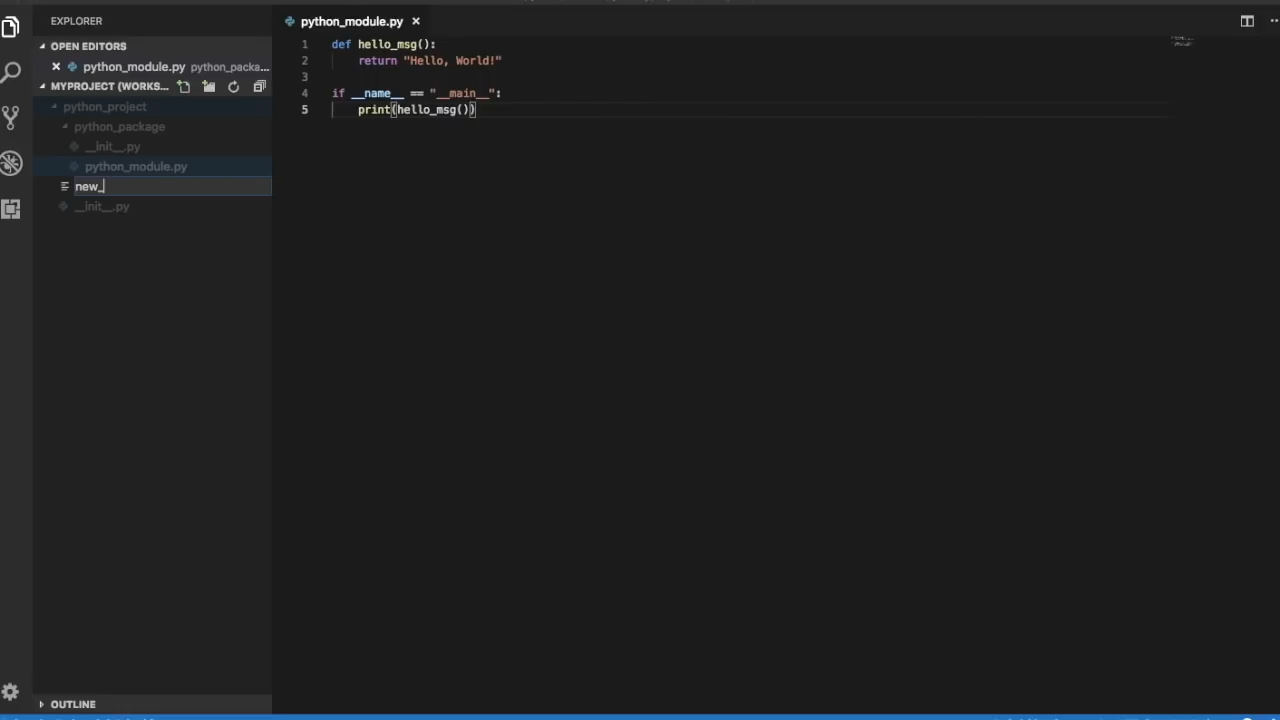 EXPLORER
OPEN EDITORS
python_module.py python_packa...
MYPROJECT (WORKS...
python_project
python_package
__init__.py
python_module.py
new_
__init__.py
OUTLINE
python_module.py
1 def hello_msg():
2 return "Hello, World!"
3
4 if __name__ == "__main__":
5 print(hello_msg())